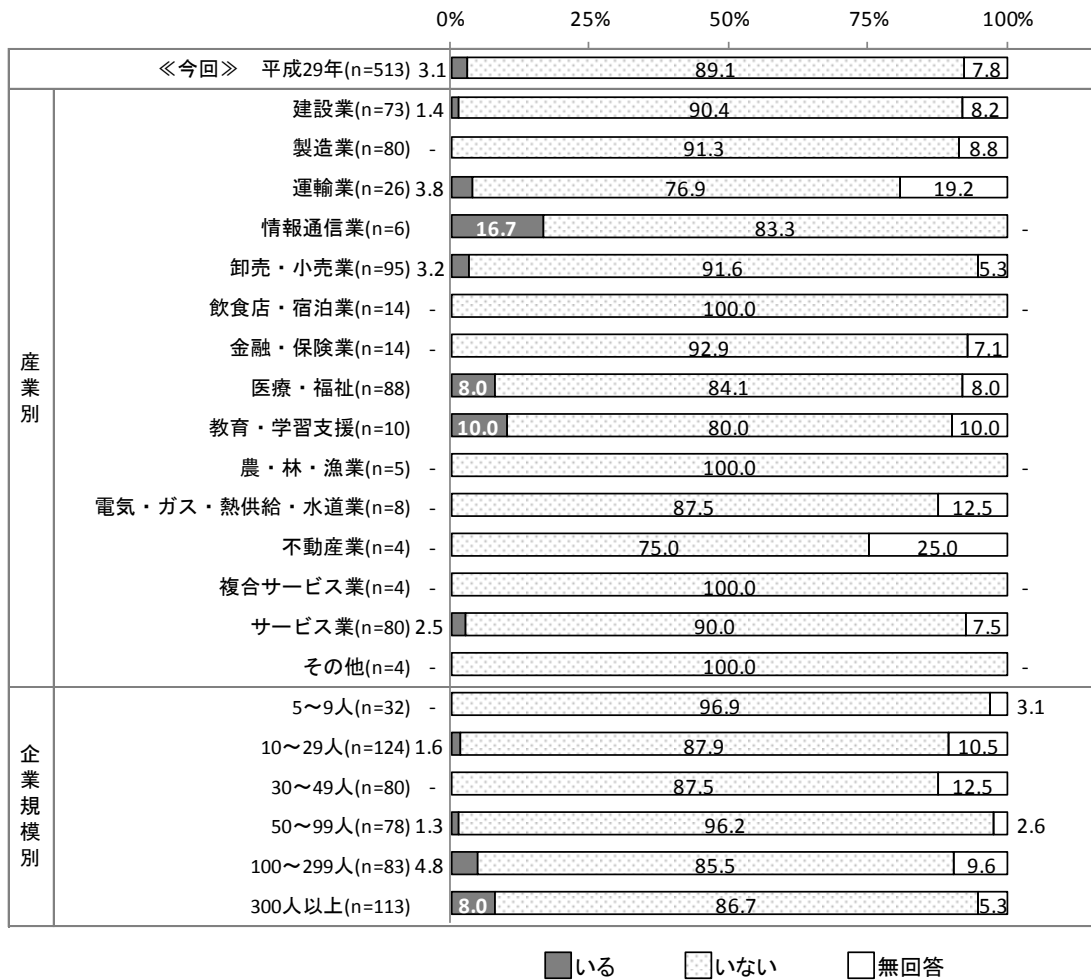 0% 25% 50% 75% 100%
≪今回≫ 平成29年(n=513) 3.1 89.1 7.8
産業別
建設業(n=73) 1.4 90.4 8.2
製造業(n=80) - 91.3 8.8
運輸業(n=26) 3.8 76.9 19.2
情報通信業(n=6) 16.7 83.3 -
卸売・小売業(n=95) 3.2 91.6 5.3
飲食店・宿泊業(n=14) - 100.0 -
金融・保険業(n=14) - 92.9 7.1
医療・福祉(n=88) 8.0 84.1 8.0
教育・学習支援(n=10) 10.0 80.0 10.0
農・林・漁業(n=5) - 100.0 -
電気・ガス・熱供給・水道業(n=8) - 87.5 12.5
不動産業(n=4) - 75.0 25.0
複合サービス業(n=4) - 100.0 -
サービス業(n=80) 2.5 90.0 7.5
その他(n=4) - 100.0 -
企業規模別
5～9人(n=32) - 96.9 3.1
10～29人(n=124) 1.6 87.9 10.5
30～49人(n=80) - 87.5 12.5
50～99人(n=78) 1.3 96.2 2.6
100～299人(n=83) 4.8 85.5 9.6
300人以上(n=113) 8.0 86.7 5.3
いる いない 無回答